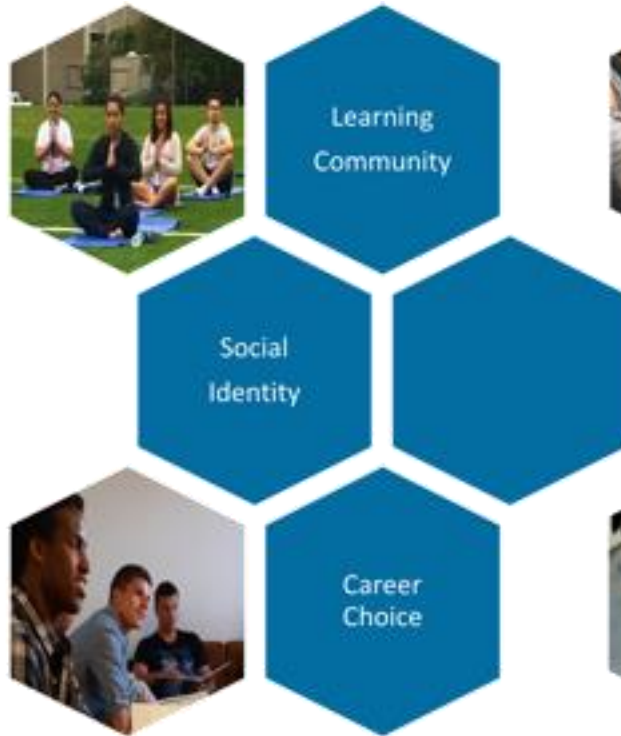 Learning
Community
Social
Identity
Career
Choice